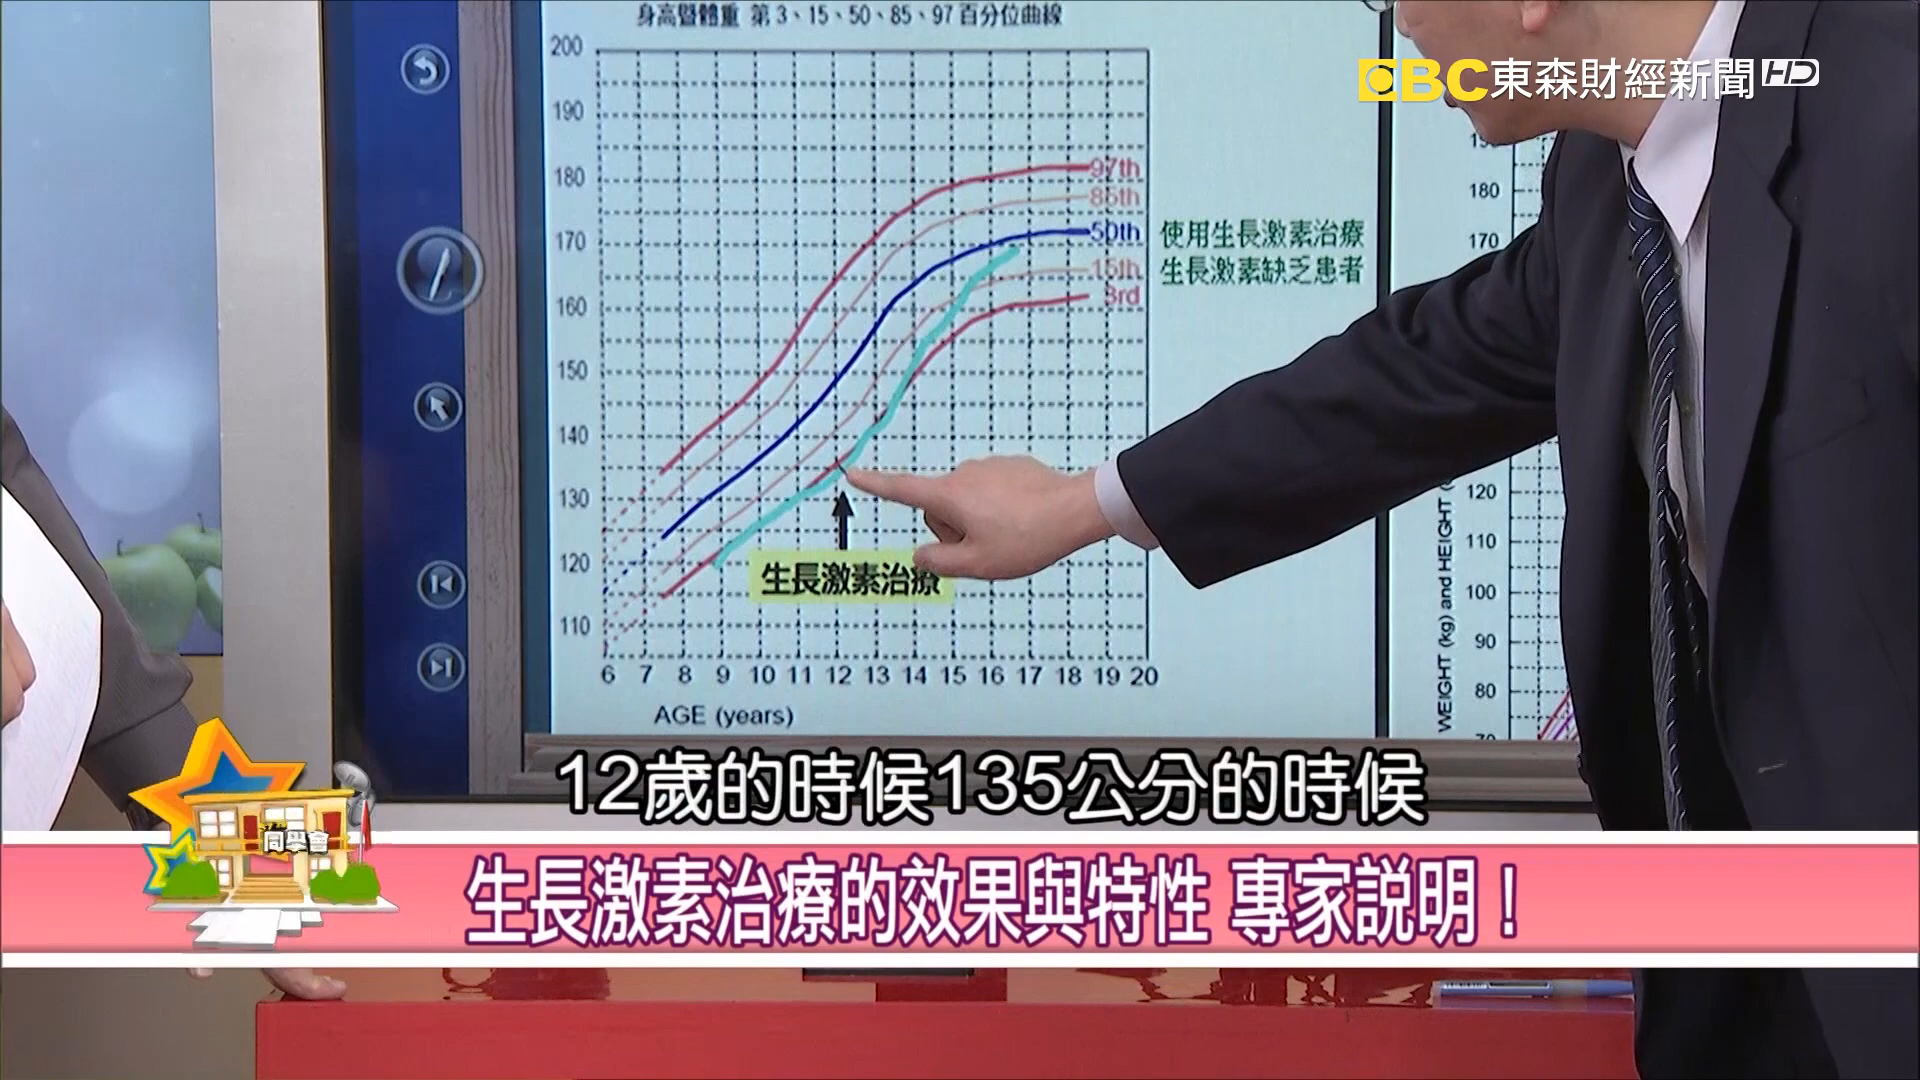 身高暨體重 第 3、15、50、85、97 百分位曲線
EBC東森財經新聞HD
200
190
180
170
160
150
140
130
120
110
6 7 8 9 10 11 12 13 14 15 16 17 18 19 20
AGE (years)
97th
85th
50th
15th
3rd
使用生長激素治療
生長激素缺乏患者
生長激素治療
180
170
120
110
100
90
80
WEIGHT (kg) and HEIGHT
12歲的時候135公分的時候
同學會
生長激素治療的效果與特性 專家説明！